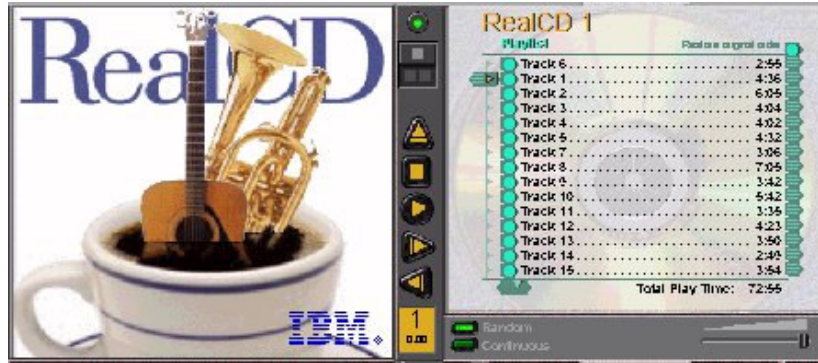 RealCD
IBM®
RealCD 1
Playlist Restore original order
Track 6 2:55
Track 1 4:36
Track 2 6:05
Track 3 4:04
Track 4 4:02
Track 5 4:32
Track 7 3:06
Track 8 7:05
Track 9 3:42
Track 10 5:42
Track 11 3:35
Track 12 4:23
Track 13 3:50
Track 14
Track 15 3:54
Total Play Time: 72:55
1
0.00
Random
Continuous